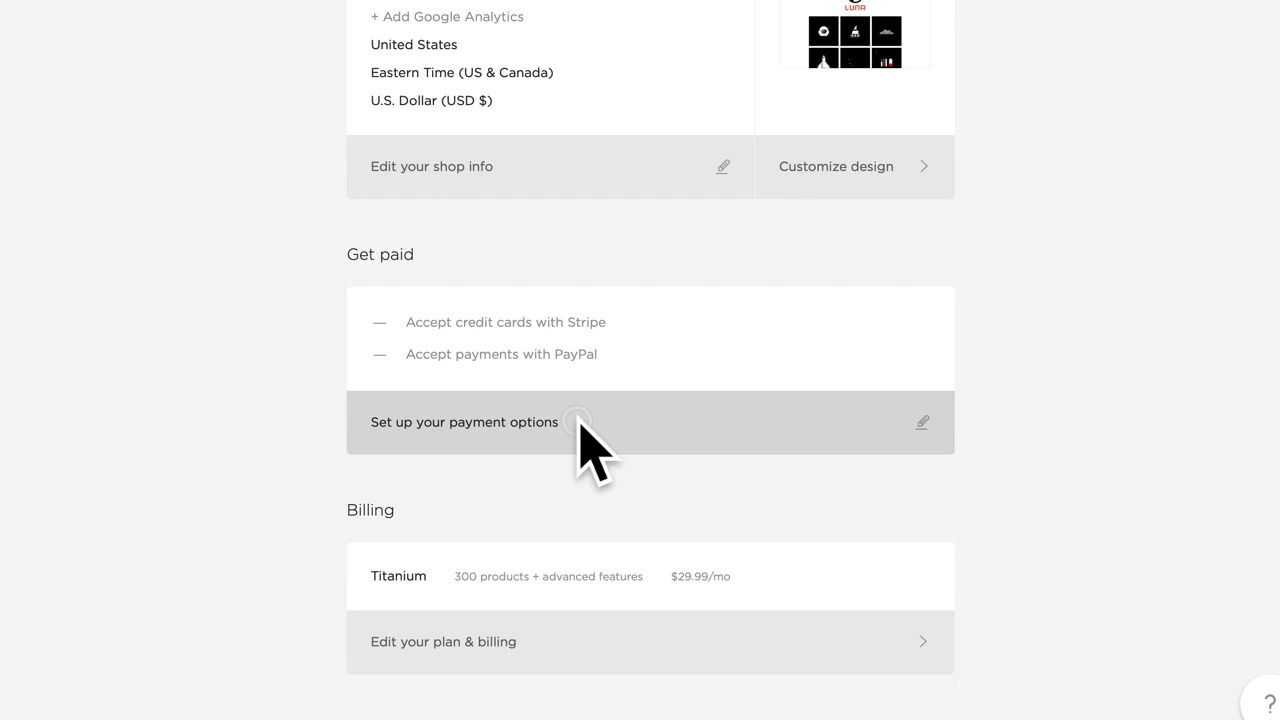 + Add Google Analytics
United States
Eastern Time (US & Canada)
U.S. Dollar (USD $)
LUNA
Edit your shop info
Customize design
Get paid
— Accept credit cards with Stripe
— Accept payments with PayPal
Set up your payment options
Billing
Titanium 300 products + advanced features $29.99/mo
Edit your plan & billing
?